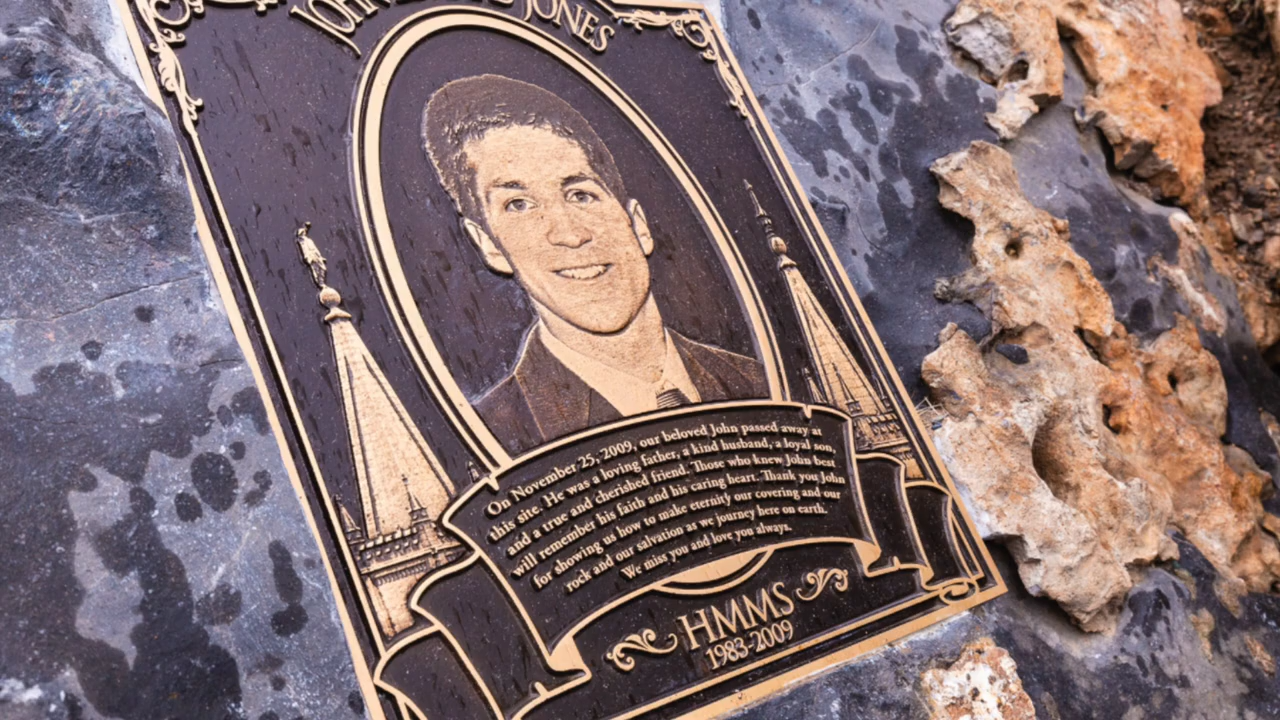 JONES
On November 25, 2009, our beloved John passed away at
this site. He was a loving father, a kind husband, a loyal son,
and a true and cherished friend. Those who knew John best
will remember his faith and his caring heart. Thank you John
for showing us how to make eternity our covering and our
rock and our salvation as we journey here on earth.
We miss you and love you always.
HMMS
1983-2009